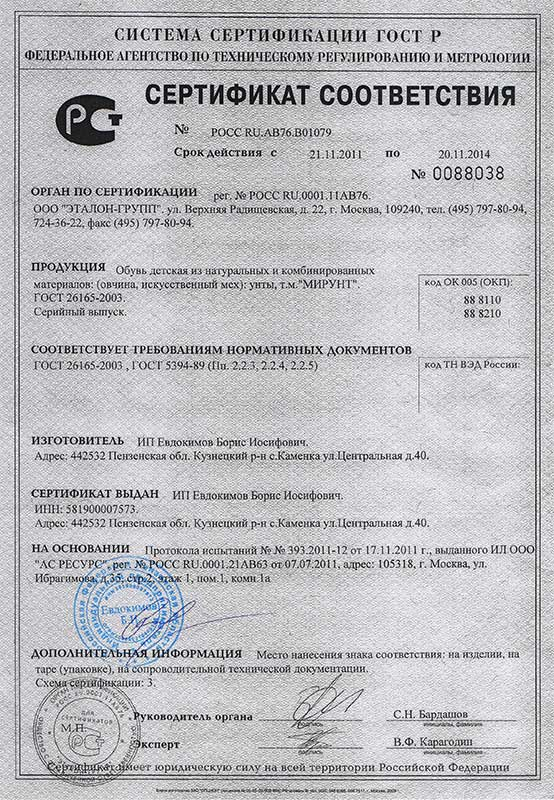 СИСТЕМА СЕРТИФИКАЦИИ ГОСТ Р
ФЕДЕРАЛЬНОЕ АГЕНТСТВО ПО ТЕХНИЧЕСКОМУ РЕГУЛИРОВАНИЮ И МЕТРОЛОГИИ
СЕРТИФИКАТ СООТВЕТСТВИЯ
№ РОСС RU.АВ76.В01079
Срок действия с 21.11.2011 по 20.11.2014
№ 0088038
ОРГАН ПО СЕРТИФИКАЦИИ рег. № РОСС RU.0001.11АВ76.
ООО "ЭТАЛОН-ГРУПП". ул. Верхняя Радищевская, д. 22, г. Москва, 109240, тел. (495) 797-80-94,
724-36-22, факс (495) 797-80-94.
ПРОДУКЦИЯ Обувь детская из натуральных и комбинированных
материалов: (овчина, искусственный мех): унты, т.м."МИРУНТ".
ГОСТ 26165-2003.
Серийный выпуск.
код ОК 005 (ОКП):
88 8110
88 8210
СООТВЕТСТВУЕТ ТРЕБОВАНИЯМ НОРМАТИВНЫХ ДОКУМЕНТОВ
ГОСТ 26165-2003 , ГОСТ 5394-89 (Пп. 2.2.3, 2.2.4, 2.2.5)
код ТН ВЭД России:
ИЗГОТОВИТЕЛЬ ИП Евдокимов Борис Иосифович.
Адрес: 442532 Пензенская обл. Кузнецкий р-н с.Каменка ул.Центральная д.40.
СЕРТИФИКАТ ВЫДАН ИП Евдокимов Борис Иосифович.
ИНН: 581900007573.
Адрес: 442532 Пензенская обл. Кузнецкий р-н с.Каменка ул.Центральная д.40.
НА ОСНОВАНИИ Протокола испытаний № № 393.2011-12 от 17.11.2011 г., выданного ИЛ ООО
"АС РЕСУРС", рег. № РОСС RU.0001.21АВ63 от 07.07.2011, адрес: 105318, г. Москва, ул.
Ибрагимова, д.35, стр.2, этаж 1, пом.1, комн.1а
Евдокимов
Б.И.
ДОПОЛНИТЕЛЬНАЯ ИНФОРМАЦИЯ Место нанесения знака соответствия: на изделии, на
таре (упаковке), на сопроводительной технической документации.
Схема сертификации: 3.
для
сертификатов
М.П.
Руководитель органа С.Н. Бардашов
подпись инициалы, фамилия
Эксперт В.Ф. Карагодин
подпись инициалы, фамилия
Сертификат имеет юридическую силу на всей территории Российской Федерации